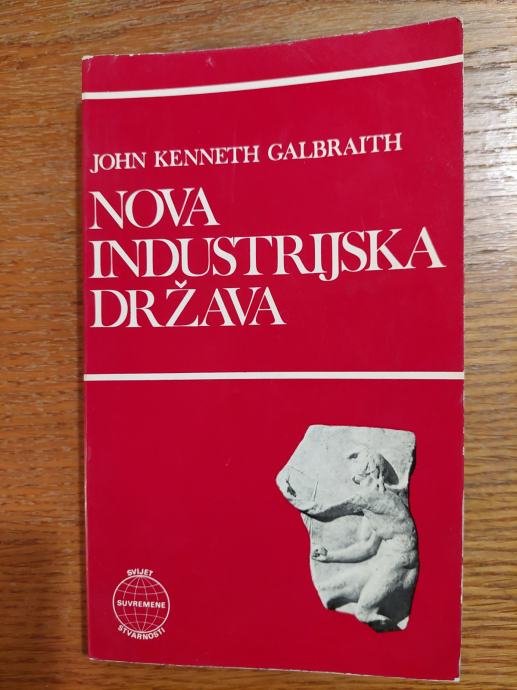 JOHN KENNETH GALBRAITH
NOVA
INDUSTRIJSKA
DRŽAVA
SVIJET
SUVREMENE
STVARNOSTI